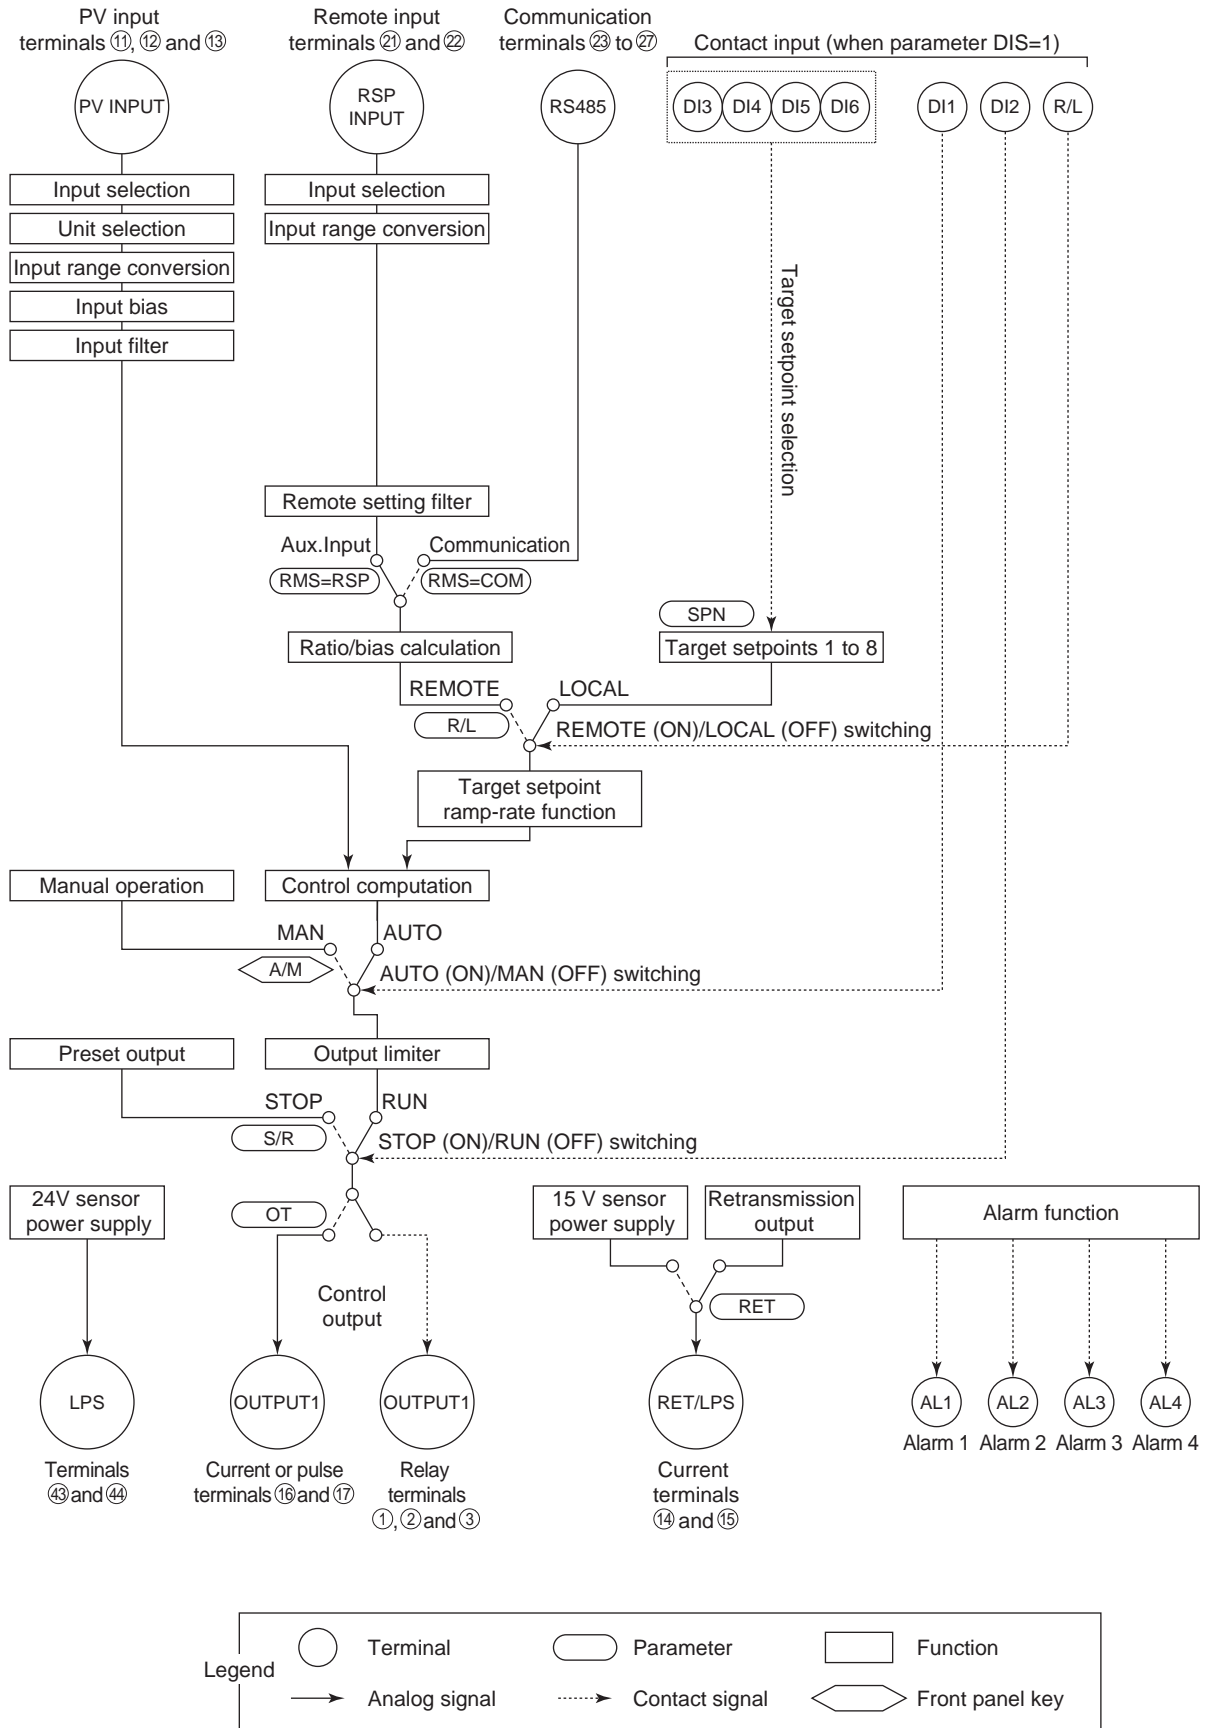 PV input
terminals ⑪, ⑫ and ⑬
Remote input
terminals ㉑ and ㉒
Communication
terminals ㉓ to ㉗
Contact input (when parameter DIS=1)
PV INPUT
RSP
INPUT
RS485
DI3
DI4
DI5
DI6
DI1
DI2
R/L
Input selection
Unit selection
Input range conversion
Input bias
Input filter
Input selection
Input range conversion
Target setpoint selection
Remote setting filter
Aux.Input
Communication
RMS=RSP
RMS=COM
SPN
Ratio/bias calculation
Target setpoints 1 to 8
REMOTE
LOCAL
R/L
REMOTE (ON)/LOCAL (OFF) switching
Target setpoint
ramp-rate function
Manual operation
Control computation
MAN
AUTO
A/M
AUTO (ON)/MAN (OFF) switching
Preset output
Output limiter
STOP
RUN
S/R
STOP (ON)/RUN (OFF) switching
24V sensor
power supply
OT
15 V sensor
power supply
Retransmission
output
Alarm function
Control
output
RET
LPS
OUTPUT1
OUTPUT1
RET/LPS
AL1
AL2
AL3
AL4
Alarm 1
Alarm 2
Alarm 3
Alarm 4
Terminals
㊸ and ㊹
Current or pulse
terminals ⑯ and ⑰
Relay
terminals
①, ② and ③
Current
terminals
⑭ and ⑮
Legend
Terminal
Parameter
Function
Analog signal
Contact signal
Front panel key